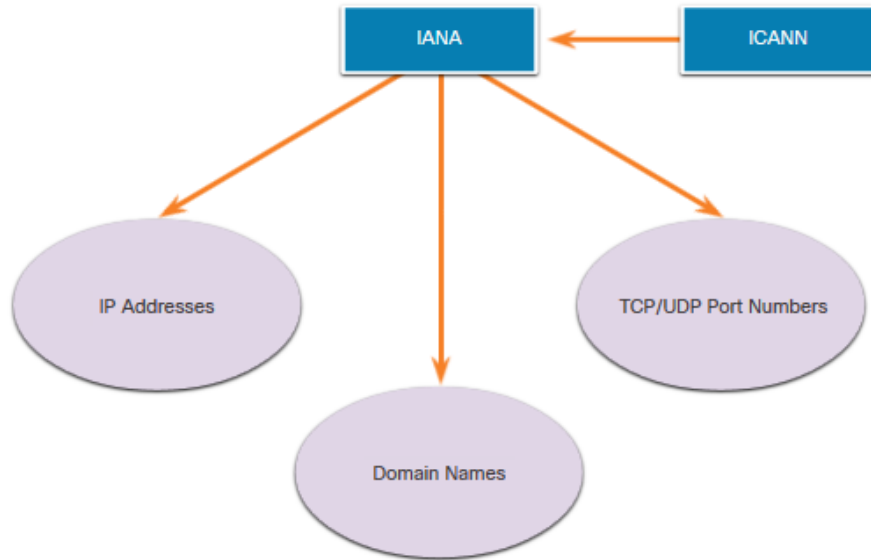 IANA
ICANN
IP Addresses
TCP/UDP Port Numbers
Domain Names